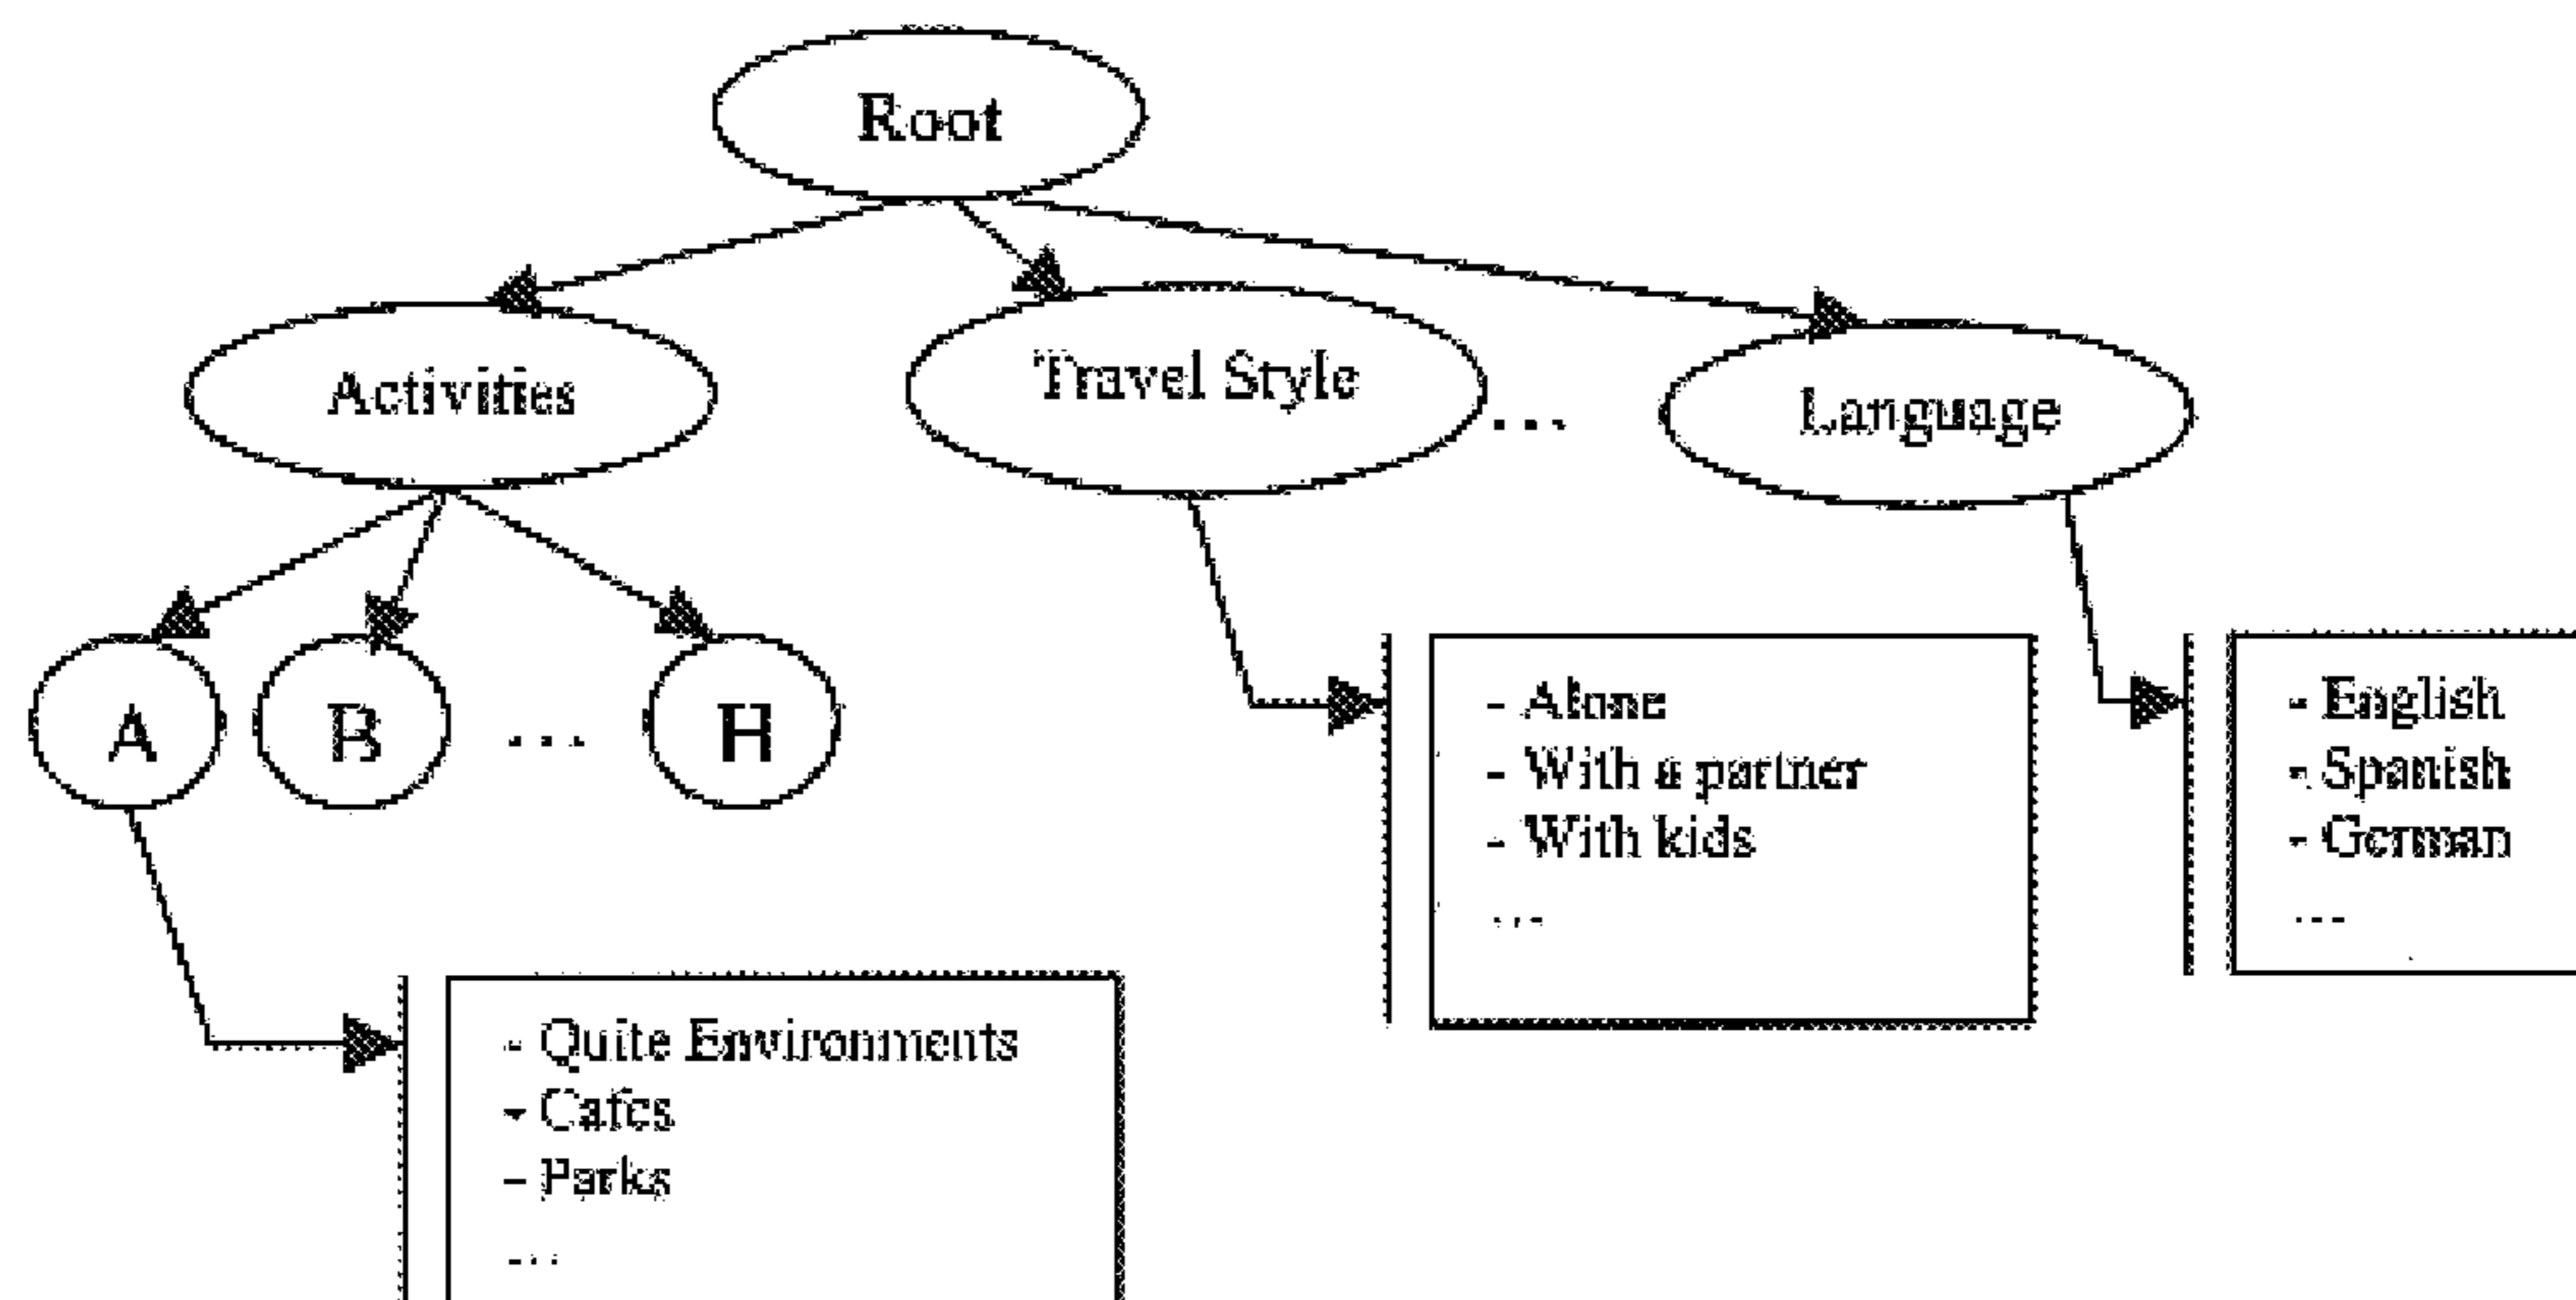 Root
Activities
Travel Style
...
Language
A
B
...
H
- Alone
- With a partner
- With kids
...
- English
- Spanish
- German
...
- Quite Environments
- Cafes
- Parks
...